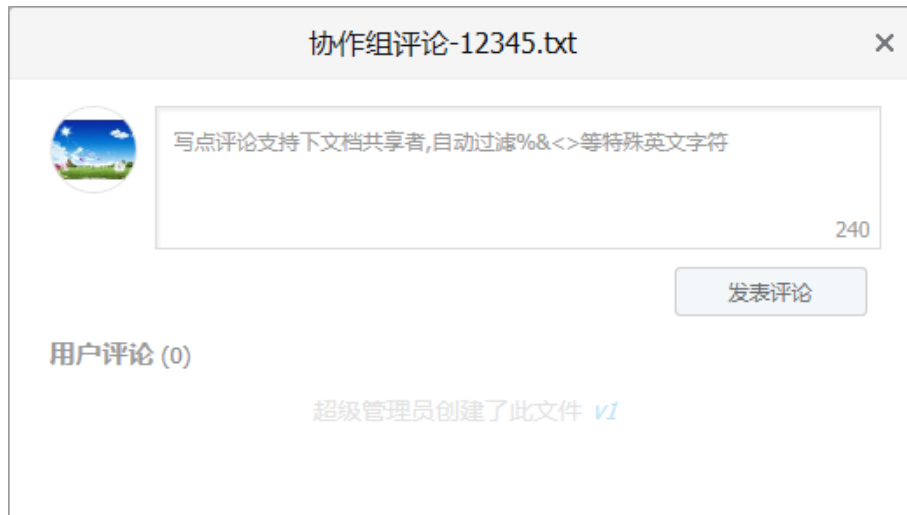 协作组评论-12345.txt
写点评论支持下文档共享者,自动过滤%&<>等特殊英文字符
240
发表评论
用户评论 (0)
超级管理员创建了此文件 v1